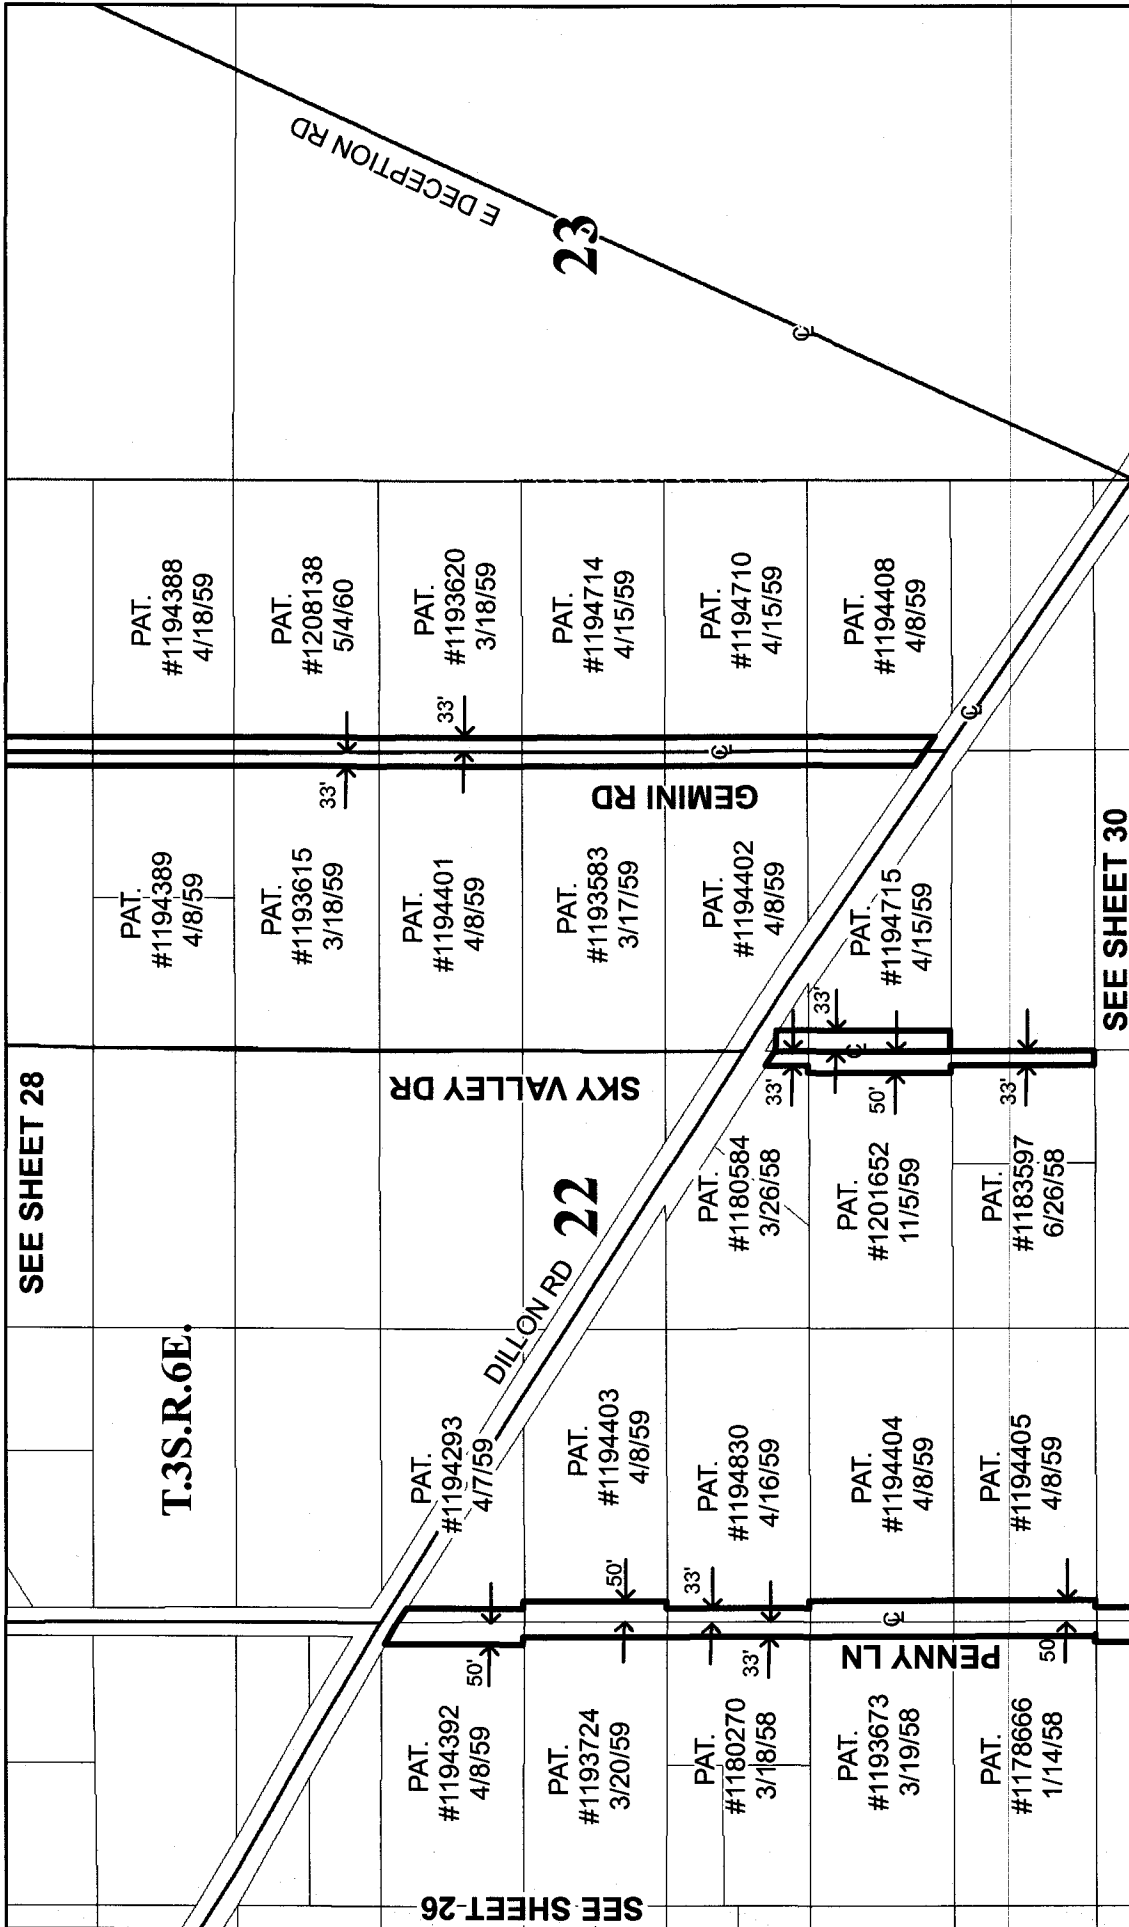 SEE SHEET 28
T.3S.R.6E.
22
23
SEE SHEET 26
SEE SHEET 30
DILLON RD
E DECEPTION RD
SKY VALLEY DR
GEMINI RD
PENNY LN
PAT.
#1194392
4/8/59
PAT.
#1193724
3/20/59
PAT.
#1180270
3/18/58
PAT.
#1193673
3/19/58
PAT.
#1178666
1/14/58
PAT.
#1194293
4/7/59
PAT.
#1194403
4/8/59
PAT.
#1194830
4/16/59
PAT.
#1194404
4/8/59
PAT.
#1194405
4/8/59
50'
50'
33'
33'
50
CL
PAT.
#1180584
3/26/58
PAT.
#1201652
11/5/59
PAT.
#1183597
6/26/58
33'
33'
50'
33'
CL
PAT.
#1194389
4/8/59
PAT.
#1193615
3/18/59
PAT.
#1194401
4/8/59
PAT.
#1193583
3/17/59
PAT.
#1194402
4/8/59
PAT.
#1194715
4/15/59
33'
33'
CL
CL
PAT.
#1194388
4/18/59
PAT.
#1208138
5/4/60
PAT.
#1193620
3/18/59
PAT.
#1194714
4/15/59
PAT.
#1194710
4/15/59
PAT.
#1194408
4/8/59
CL